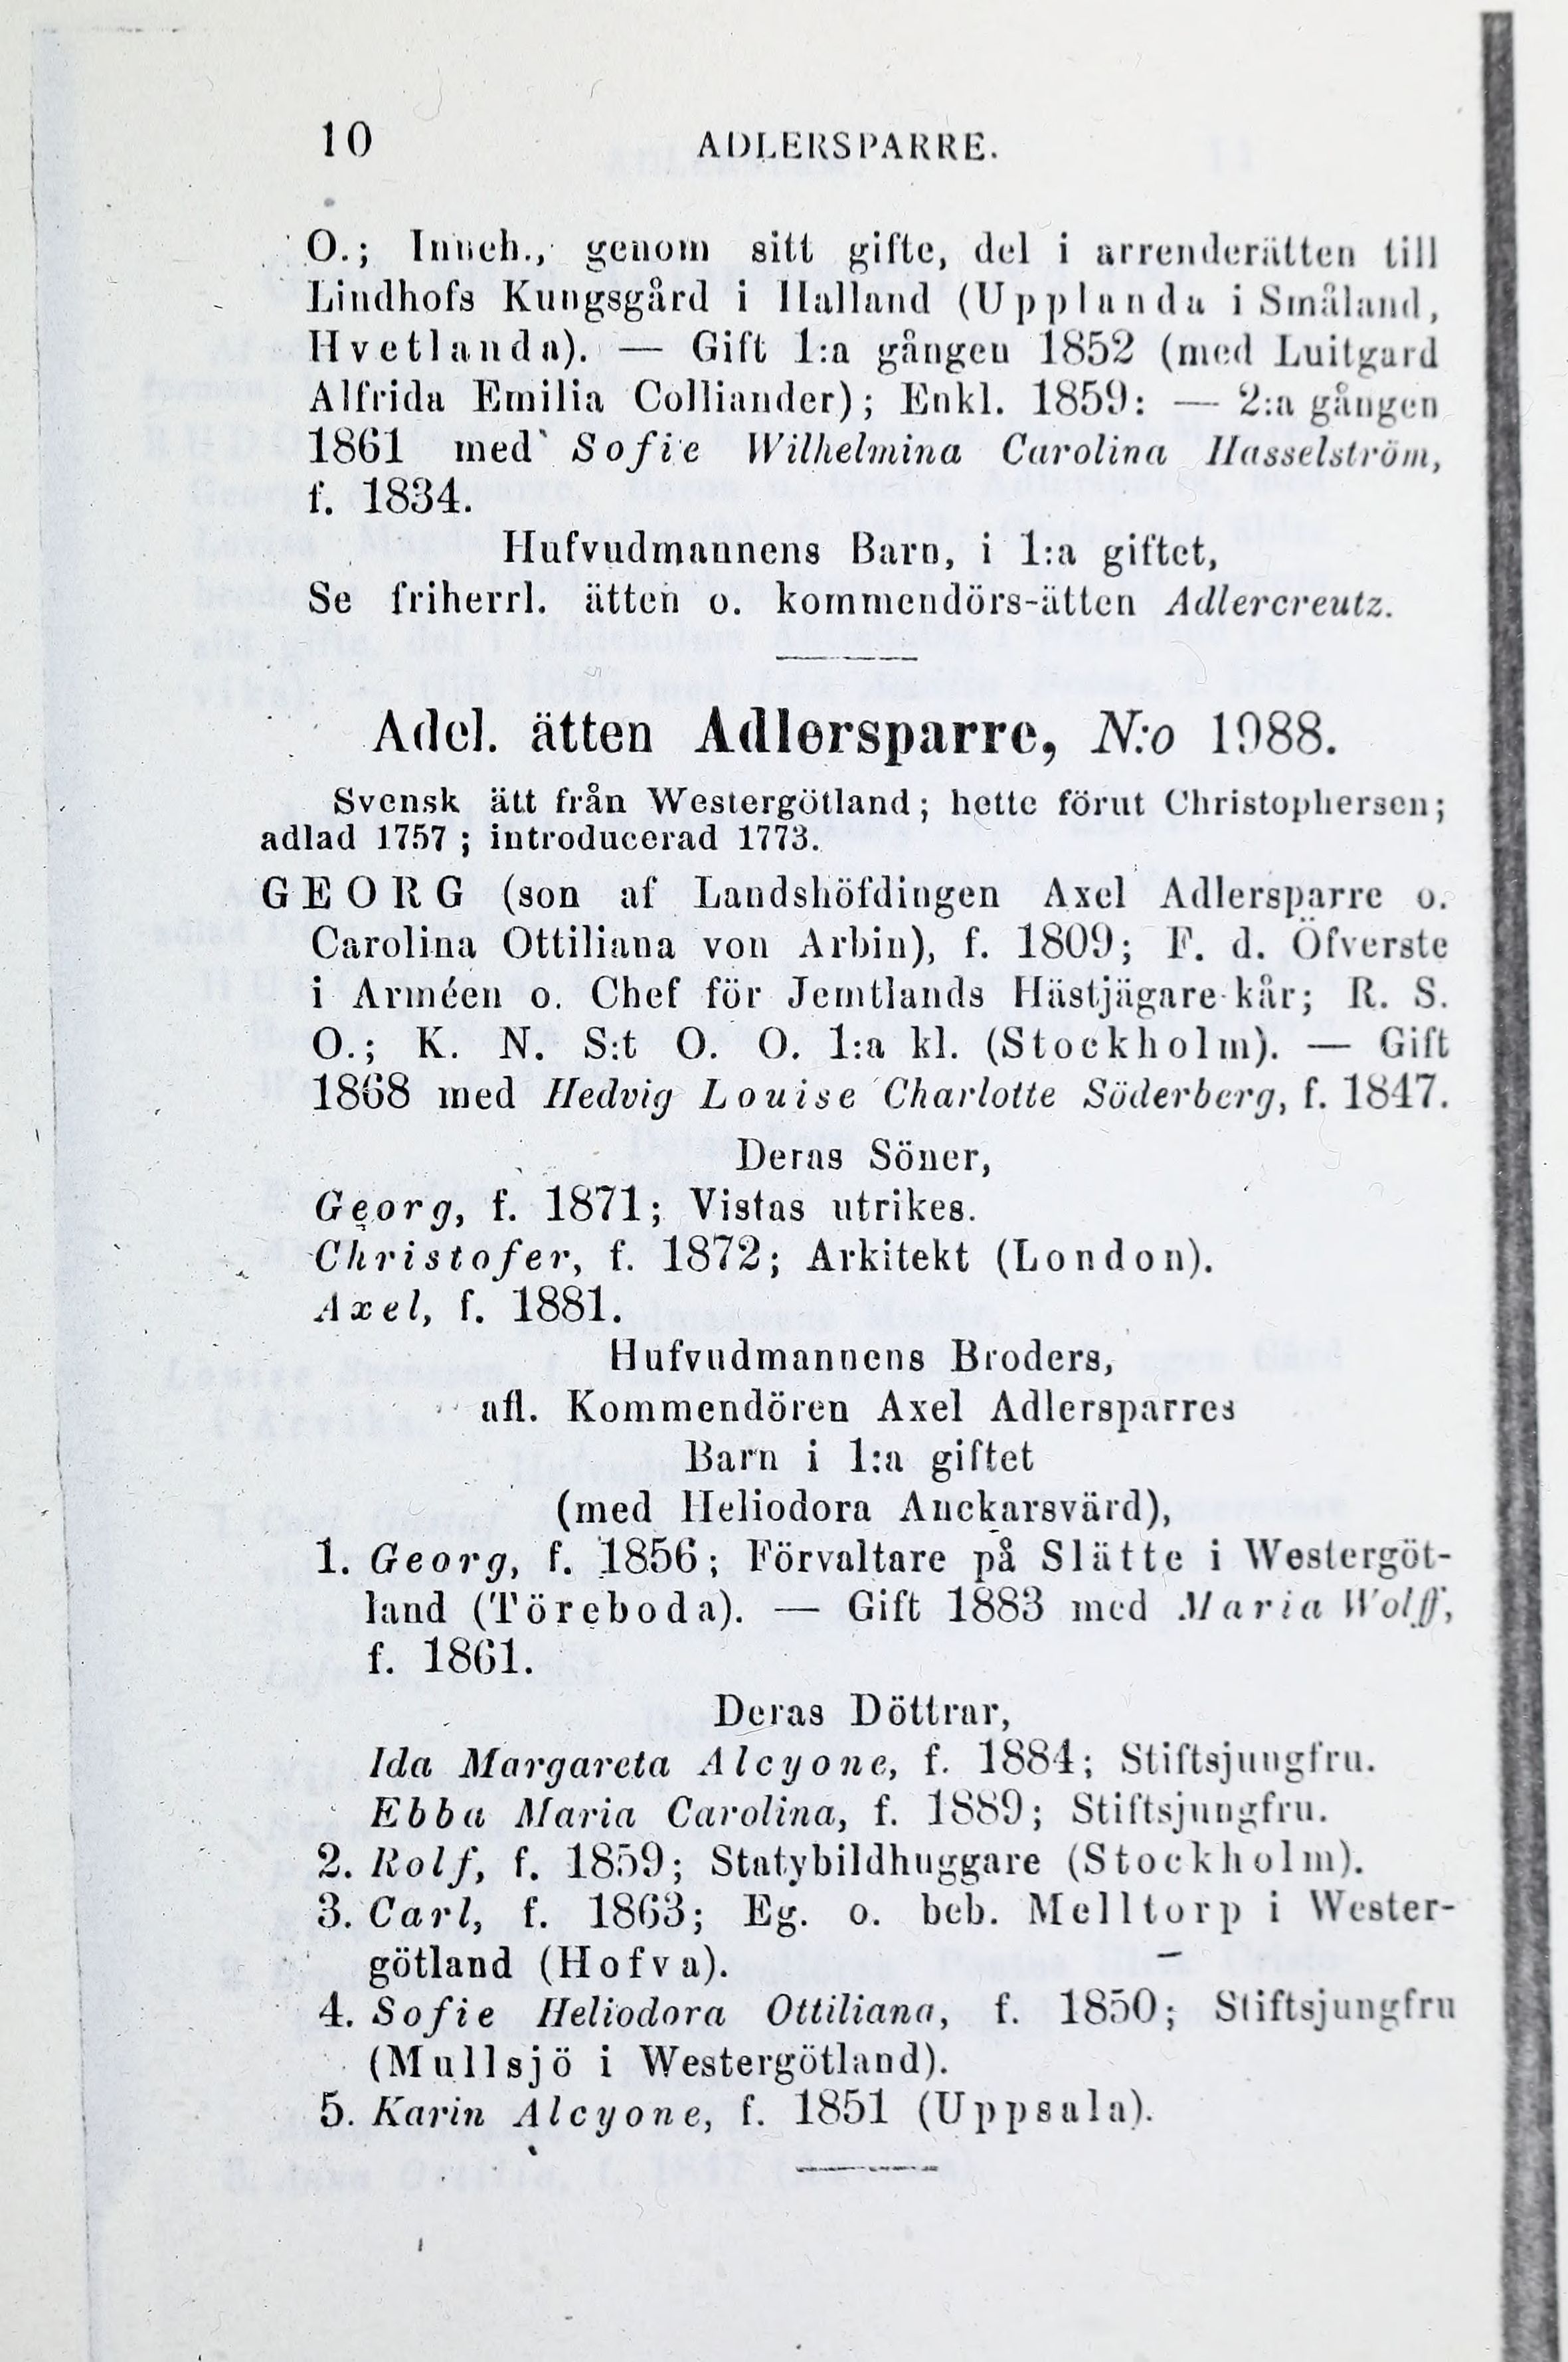 10 ADLERSPARRE.
O.; Inneh., genom sitt gifte, del i arrenderätten till
Lindhofs Kungsgård i Halland (Upplanda i Småland,
Hvetlanda). — Gift 1:a gången 1852 (med Luitgard
Alfrida Emilia Colliander); Enkl. 1859: — 2:a gången
1861 med Sofie Wilhelmina Carolina Hasselström,
f. 1834.
Hufvudmannens Barn, i 1:a giftet,
Se friherrl. ätten o. kommendörs-ätten Adlercreutz.
Adel. ätten Adlersparre, N:o 1988.
Svensk ätt från Westergötland; hette förut Christophersen;
adlad 1757; introducerad 1773.
GEORG (son af Landshöfdingen Axel Adlersparre o.
Carolina Ottiliana von Arbin), f. 1809; F. d. Öfverste
i Arméen o. Chef för Jemtlands Hästjägare-kår; R. S.
O.; K. N. S:t O. O. 1:a kl. (Stockholm). — Gift
1868 med Hedvig Louise Charlotte Söderberg, f. 1847.
Deras Söner,
Georg, f. 1871; Vistas utrikes.
Christofer, f. 1872; Arkitekt (London).
Axel, f. 1881.
Hufvudmannens Broders,
afl. Kommendören Axel Adlersparres
Barn i 1:a giftet
(med Heliodora Anckarsvärd),
1. Georg, f. 1856; Förvaltare på Slätte i Westergöt-
land (Töreboda). — Gift 1883 med Maria Wolff,
f. 1861.
Deras Döttrar,
Ida Margareta Alcyone, f. 1884; Stiftsjungfru.
Ebba Maria Carolina, f. 1889; Stiftsjungfru.
2. Rolf, f. 1859; Statybildhuggare (Stockholm).
3. Carl, f. 1863; Eg. o. beb. Melltorp i Wester-
götland (Hofva).
4. Sofie Heliodora Ottiliana, f. 1850; Stiftsjungfru
(Mullsjö i Westergötland).
5. Karin Alcyone, f. 1851 (Uppsala).